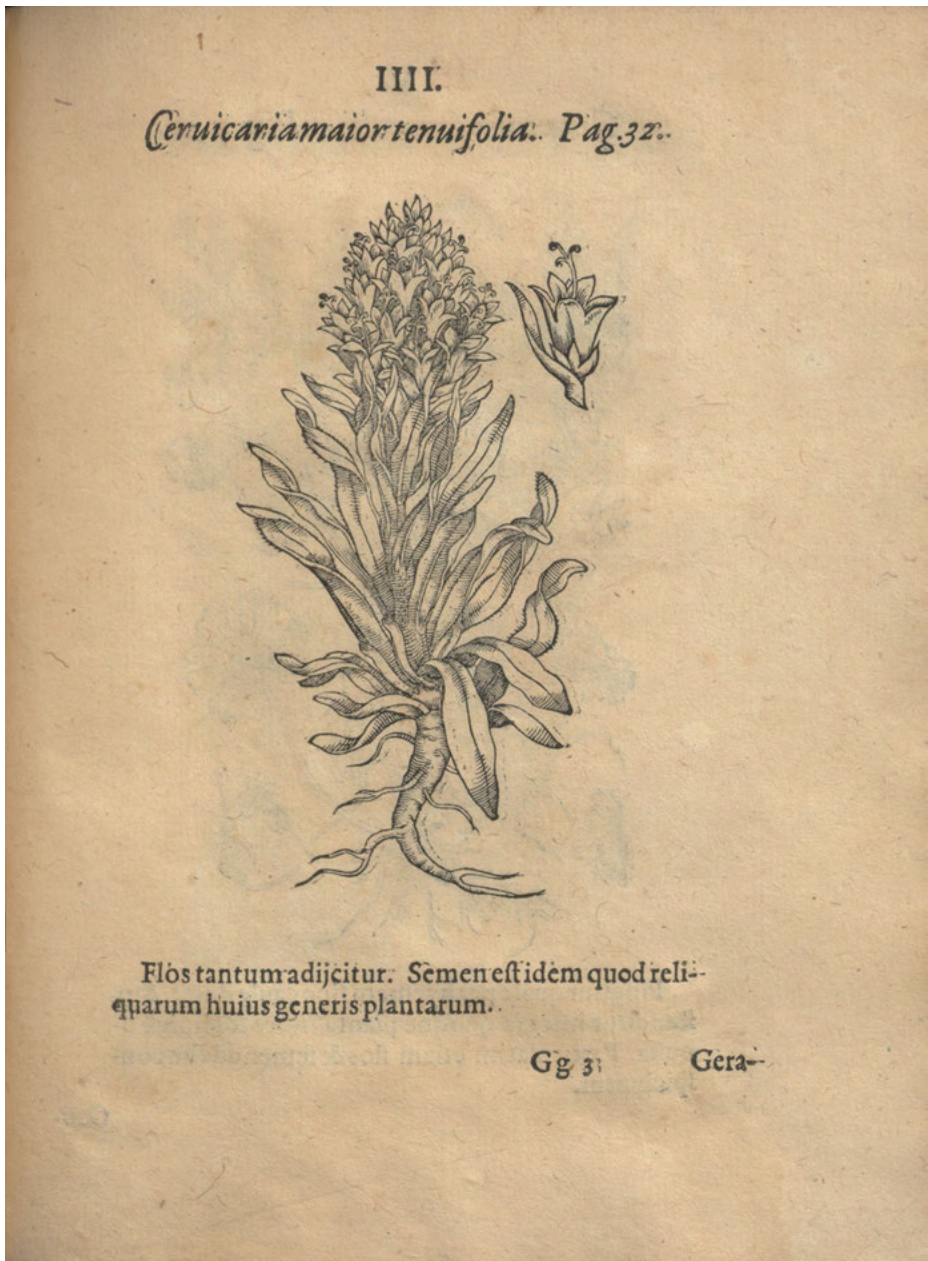 IIII.
Ceruicaria maior tenuifolia. Pag. 32.
Flos tantum adijcitur. Semen est idem quod reli-
quarum huius generis plantarum.
Gg 3 Gera-